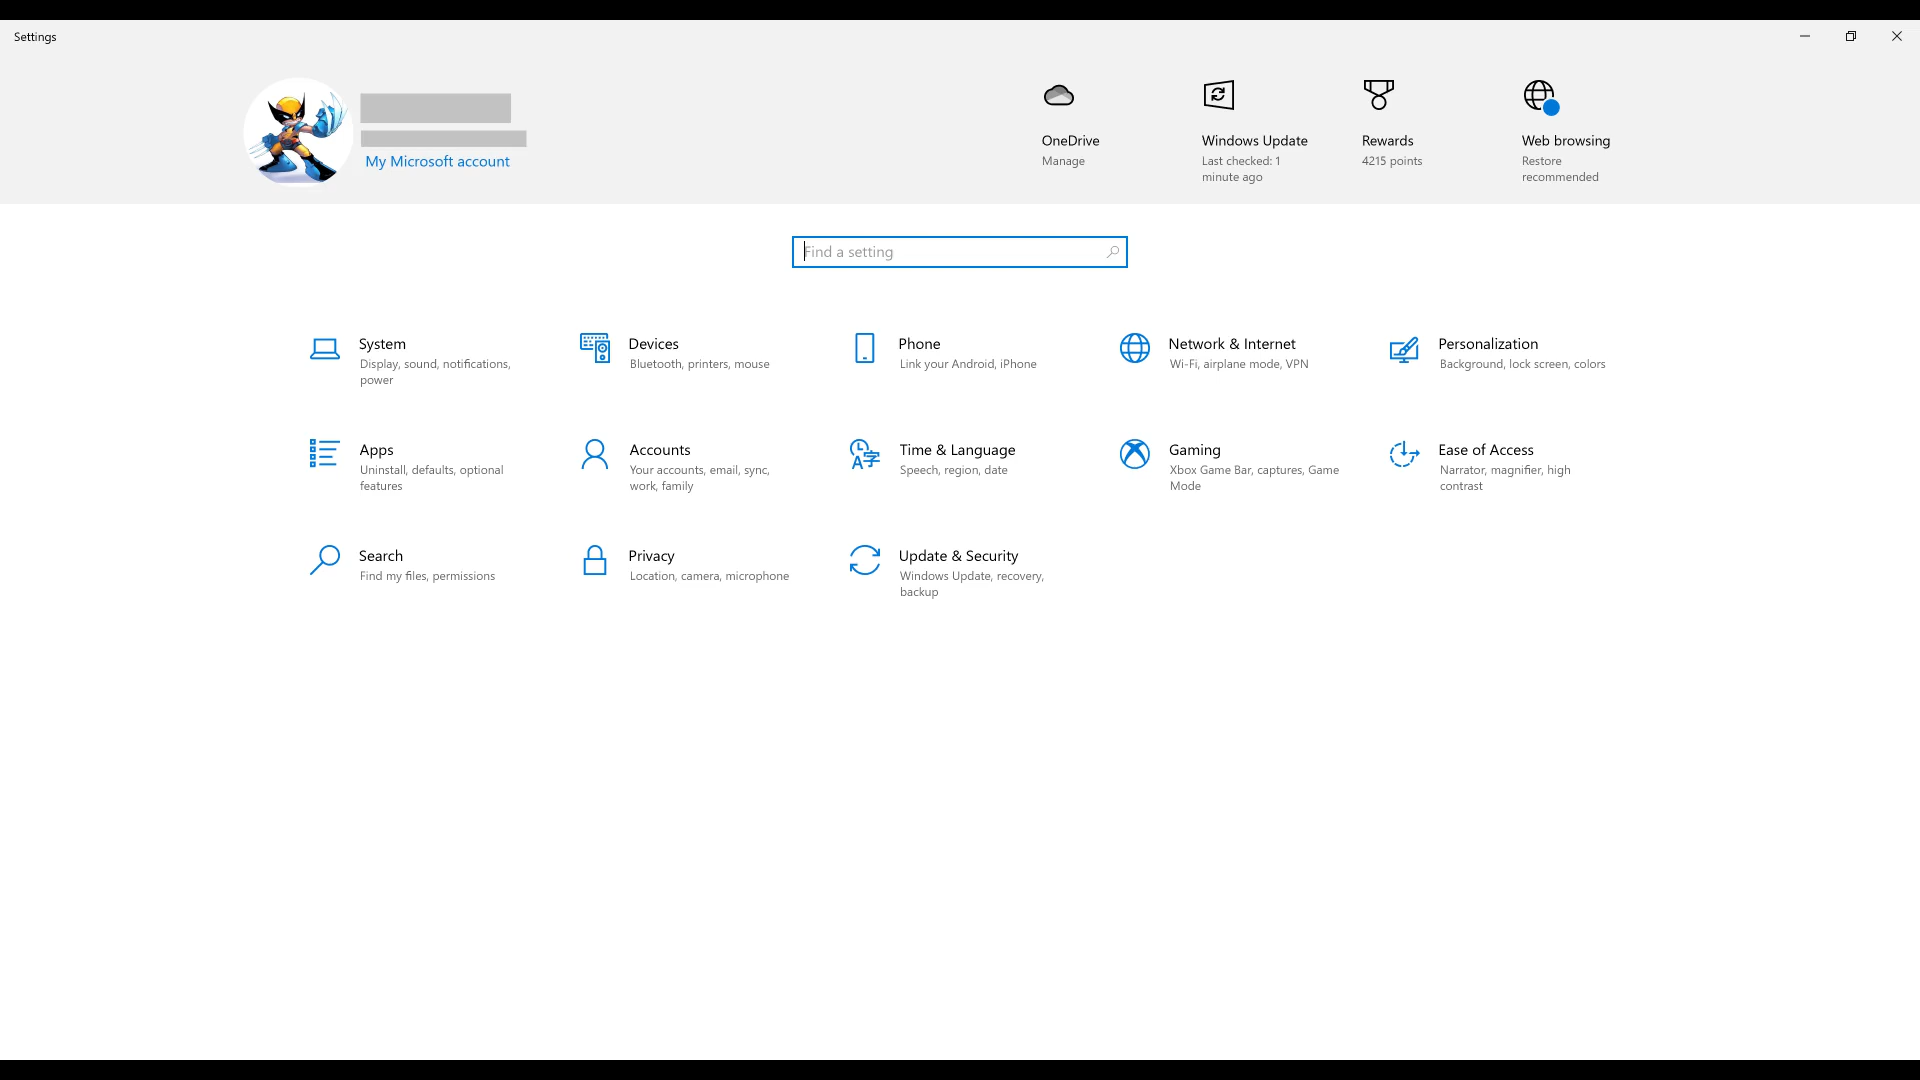 Settings
My Microsoft account
OneDrive
Manage
Windows Update
Last checked: 1
minute ago
Rewards
4215 points
Web browsing
Restore
recommended
Find a setting
System
Display, sound, notifications,
power
Devices
Bluetooth, printers, mouse
Phone
Link your Android, iPhone
Network & Internet
Wi-Fi, airplane mode, VPN
Personalization
Background, lock screen, colors
Apps
Uninstall, defaults, optional
features
Accounts
Your accounts, email, sync,
work, family
Time & Language
Speech, region, date
Gaming
Xbox Game Bar, captures, Game
Mode
Ease of Access
Narrator, magnifier, high
contrast
Search
Find my files, permissions
Privacy
Location, camera, microphone
Update & Security
Windows Update, recovery,
backup